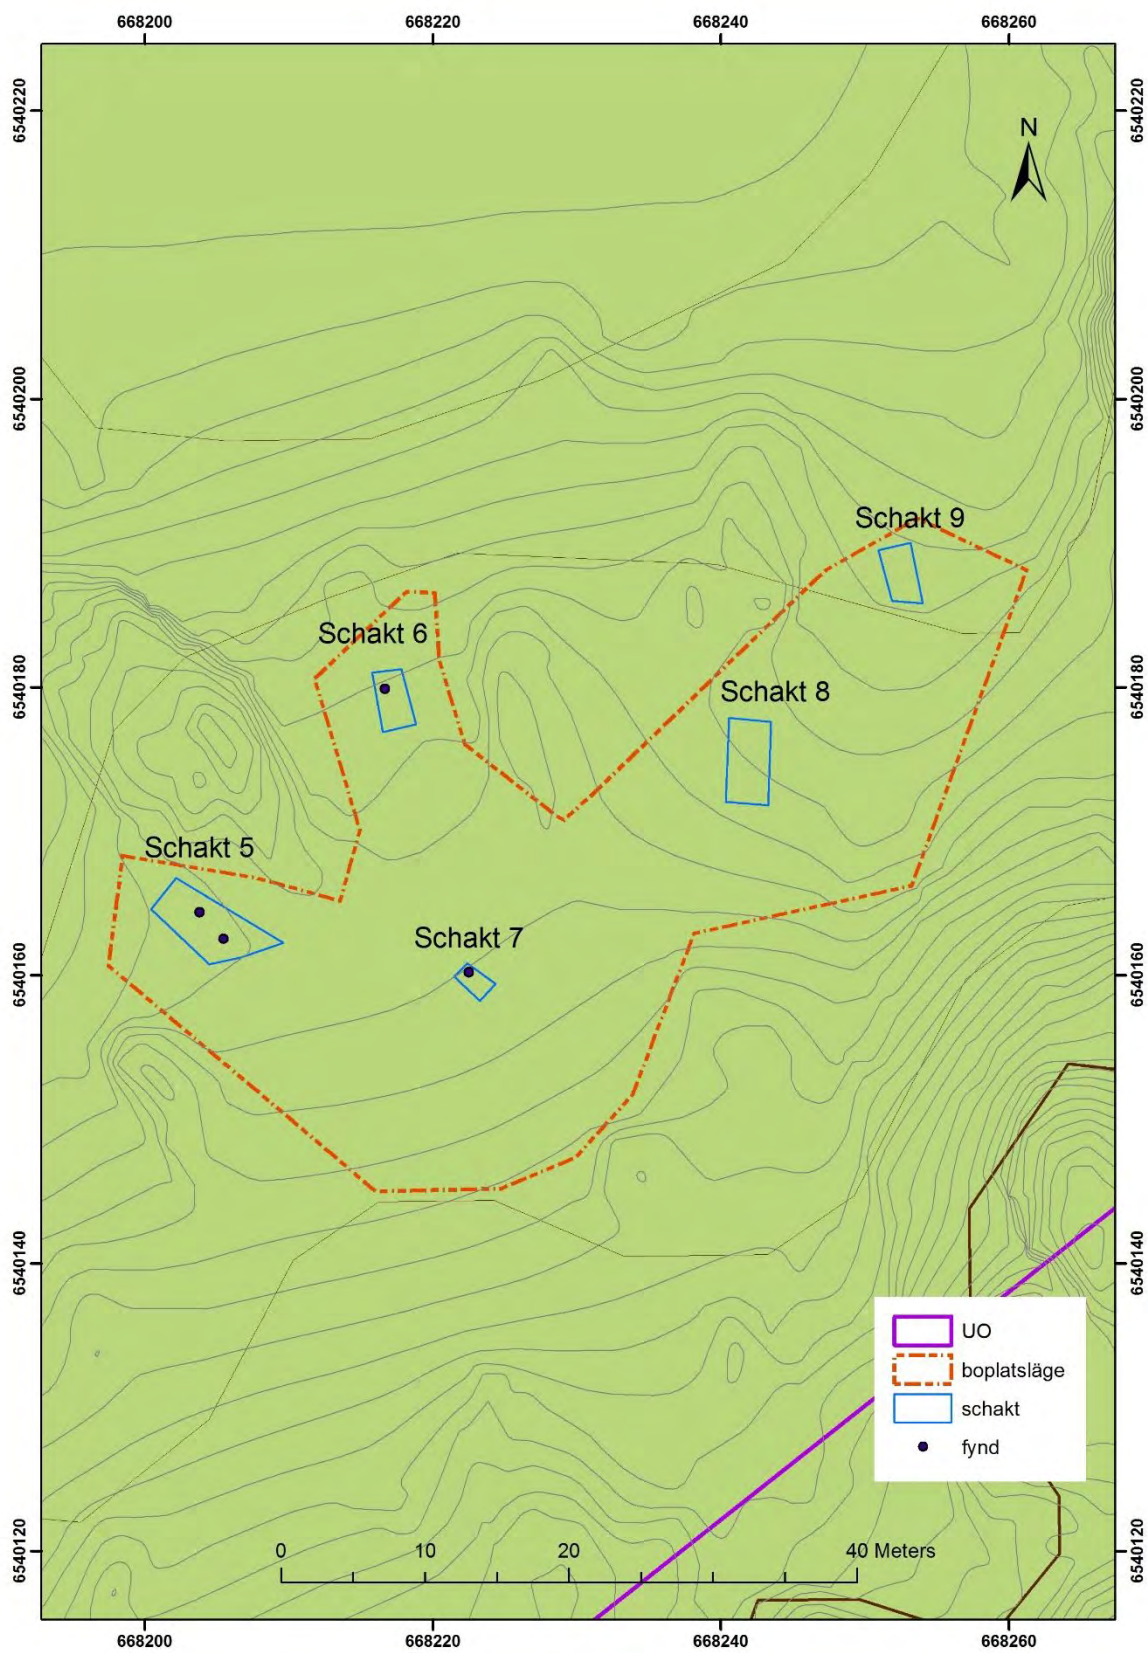 668200 668220 668240 668260
6540220 6540220
N
6540200 6540200
Schakt 9
Schakt 6
6540180 6540180
Schakt 8
Schakt 5
Schakt 7
6540160 6540160
6540140 6540140
UO
boplatsläge
schakt
fynd
6540120 6540120
0 10 20 40 Meters
668200 668220 668240 668260